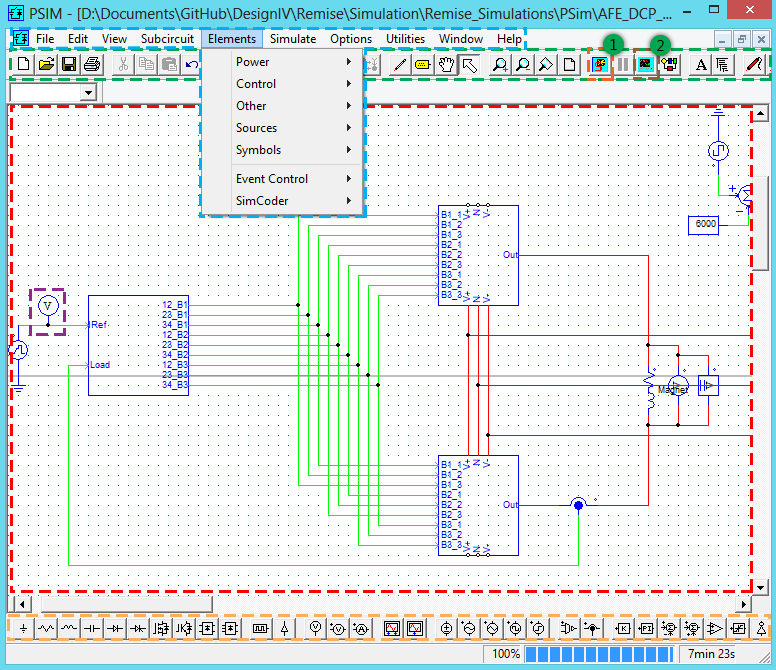 PSIM - [D:\Documents\GitHub\DesignIV\Remise\Simulation\Remise_Simulations\PSim\AFE_DCP_...
File Edit View Subcircuit Elements Simulate Options Utilities Window Help
1 2
A
Power
Control
Other
Sources
Symbols
Event Control
SimCoder
6000
B1_1 V+ N V-
B1_2
B1_3
B2_1
B2_2 Out
B2_3
B3_1
B3_2
B3_3 V+ N V-
V
12_B1
23_B1
Ref 34_B1
12_B2
23_B2
34_B2
Load 12_B3
23_B3
34_B3
Magnet
B1_1 V+ N V-
B1_2
B1_3
B2_1
B2_2 Out
B2_3
B3_1
B3_2
B3_3 V+ N V-
100% 7min 23s